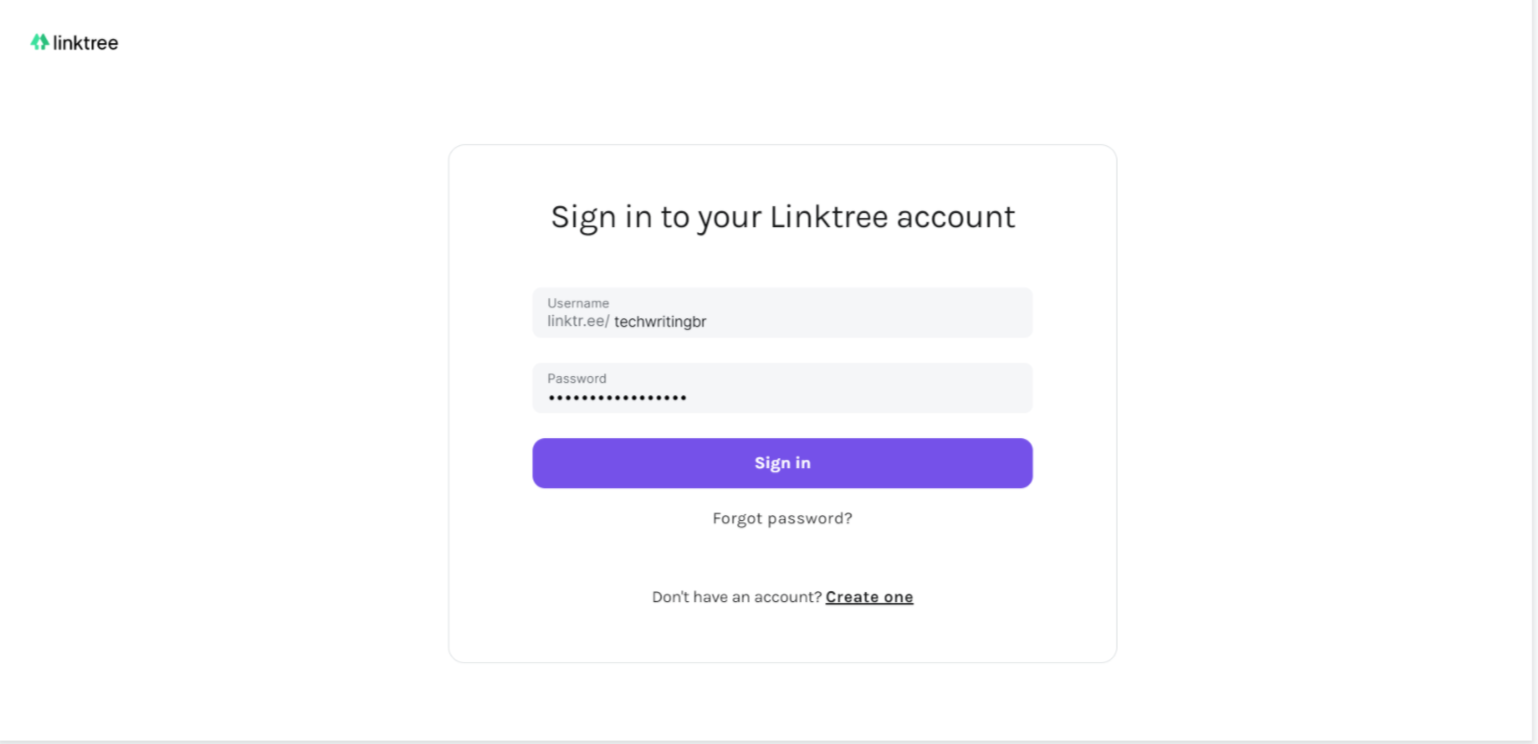 linktree
Sign in to your Linktree account
Username
linktr.ee/ techwritingbr
Password
•••••••••••••••••
Sign in
Forgot password?
Don't have an account? Create one